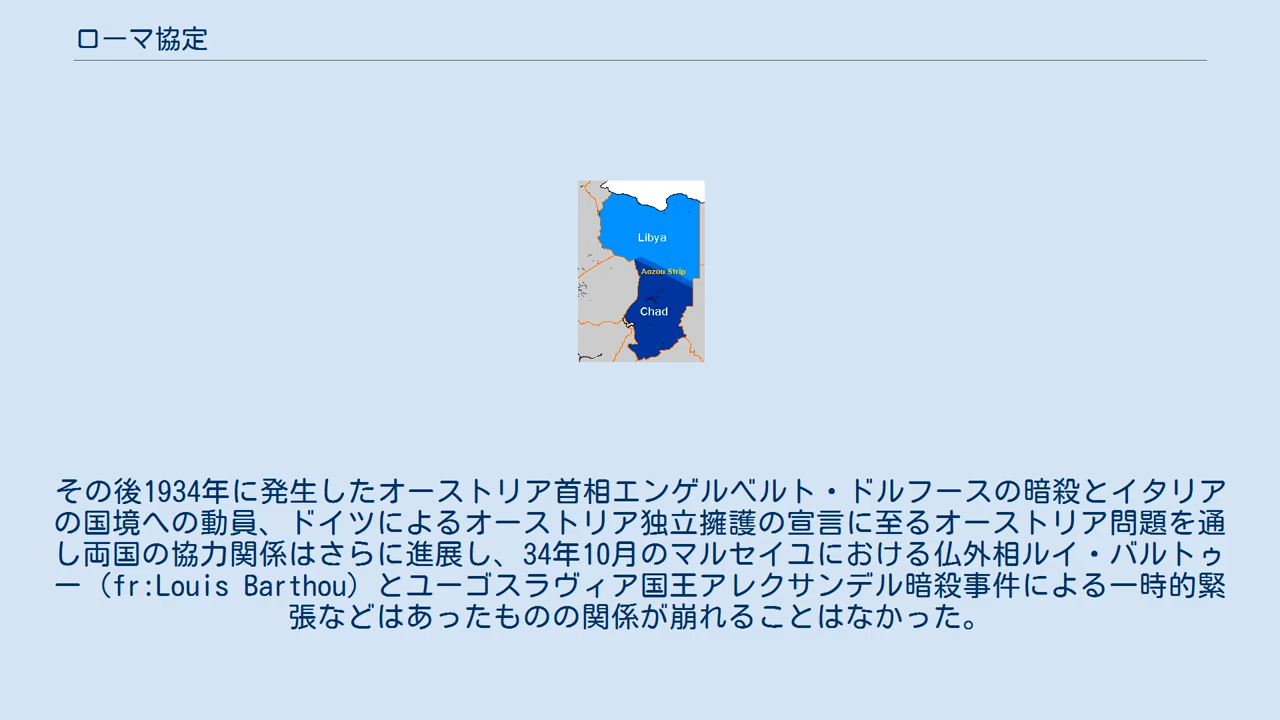 ローマ協定
Libya
Aozou Strip
Chad
その後1934年に発生したオーストリア首相エンゲルベルト・ドルフースの暗殺とイタリア
の国境への動員、ドイツによるオーストリア独立擁護の宣言に至るオーストリア問題を通
し両国の協力関係はさらに進展し、34年10月のマルセイユにおける仏外相ルイ・バルトゥ
ー（fr:Louis Barthou）とユーゴスラヴィア国王アレクサンデル暗殺事件による一時的緊
張などはあったものの関係が崩れることはなかった。